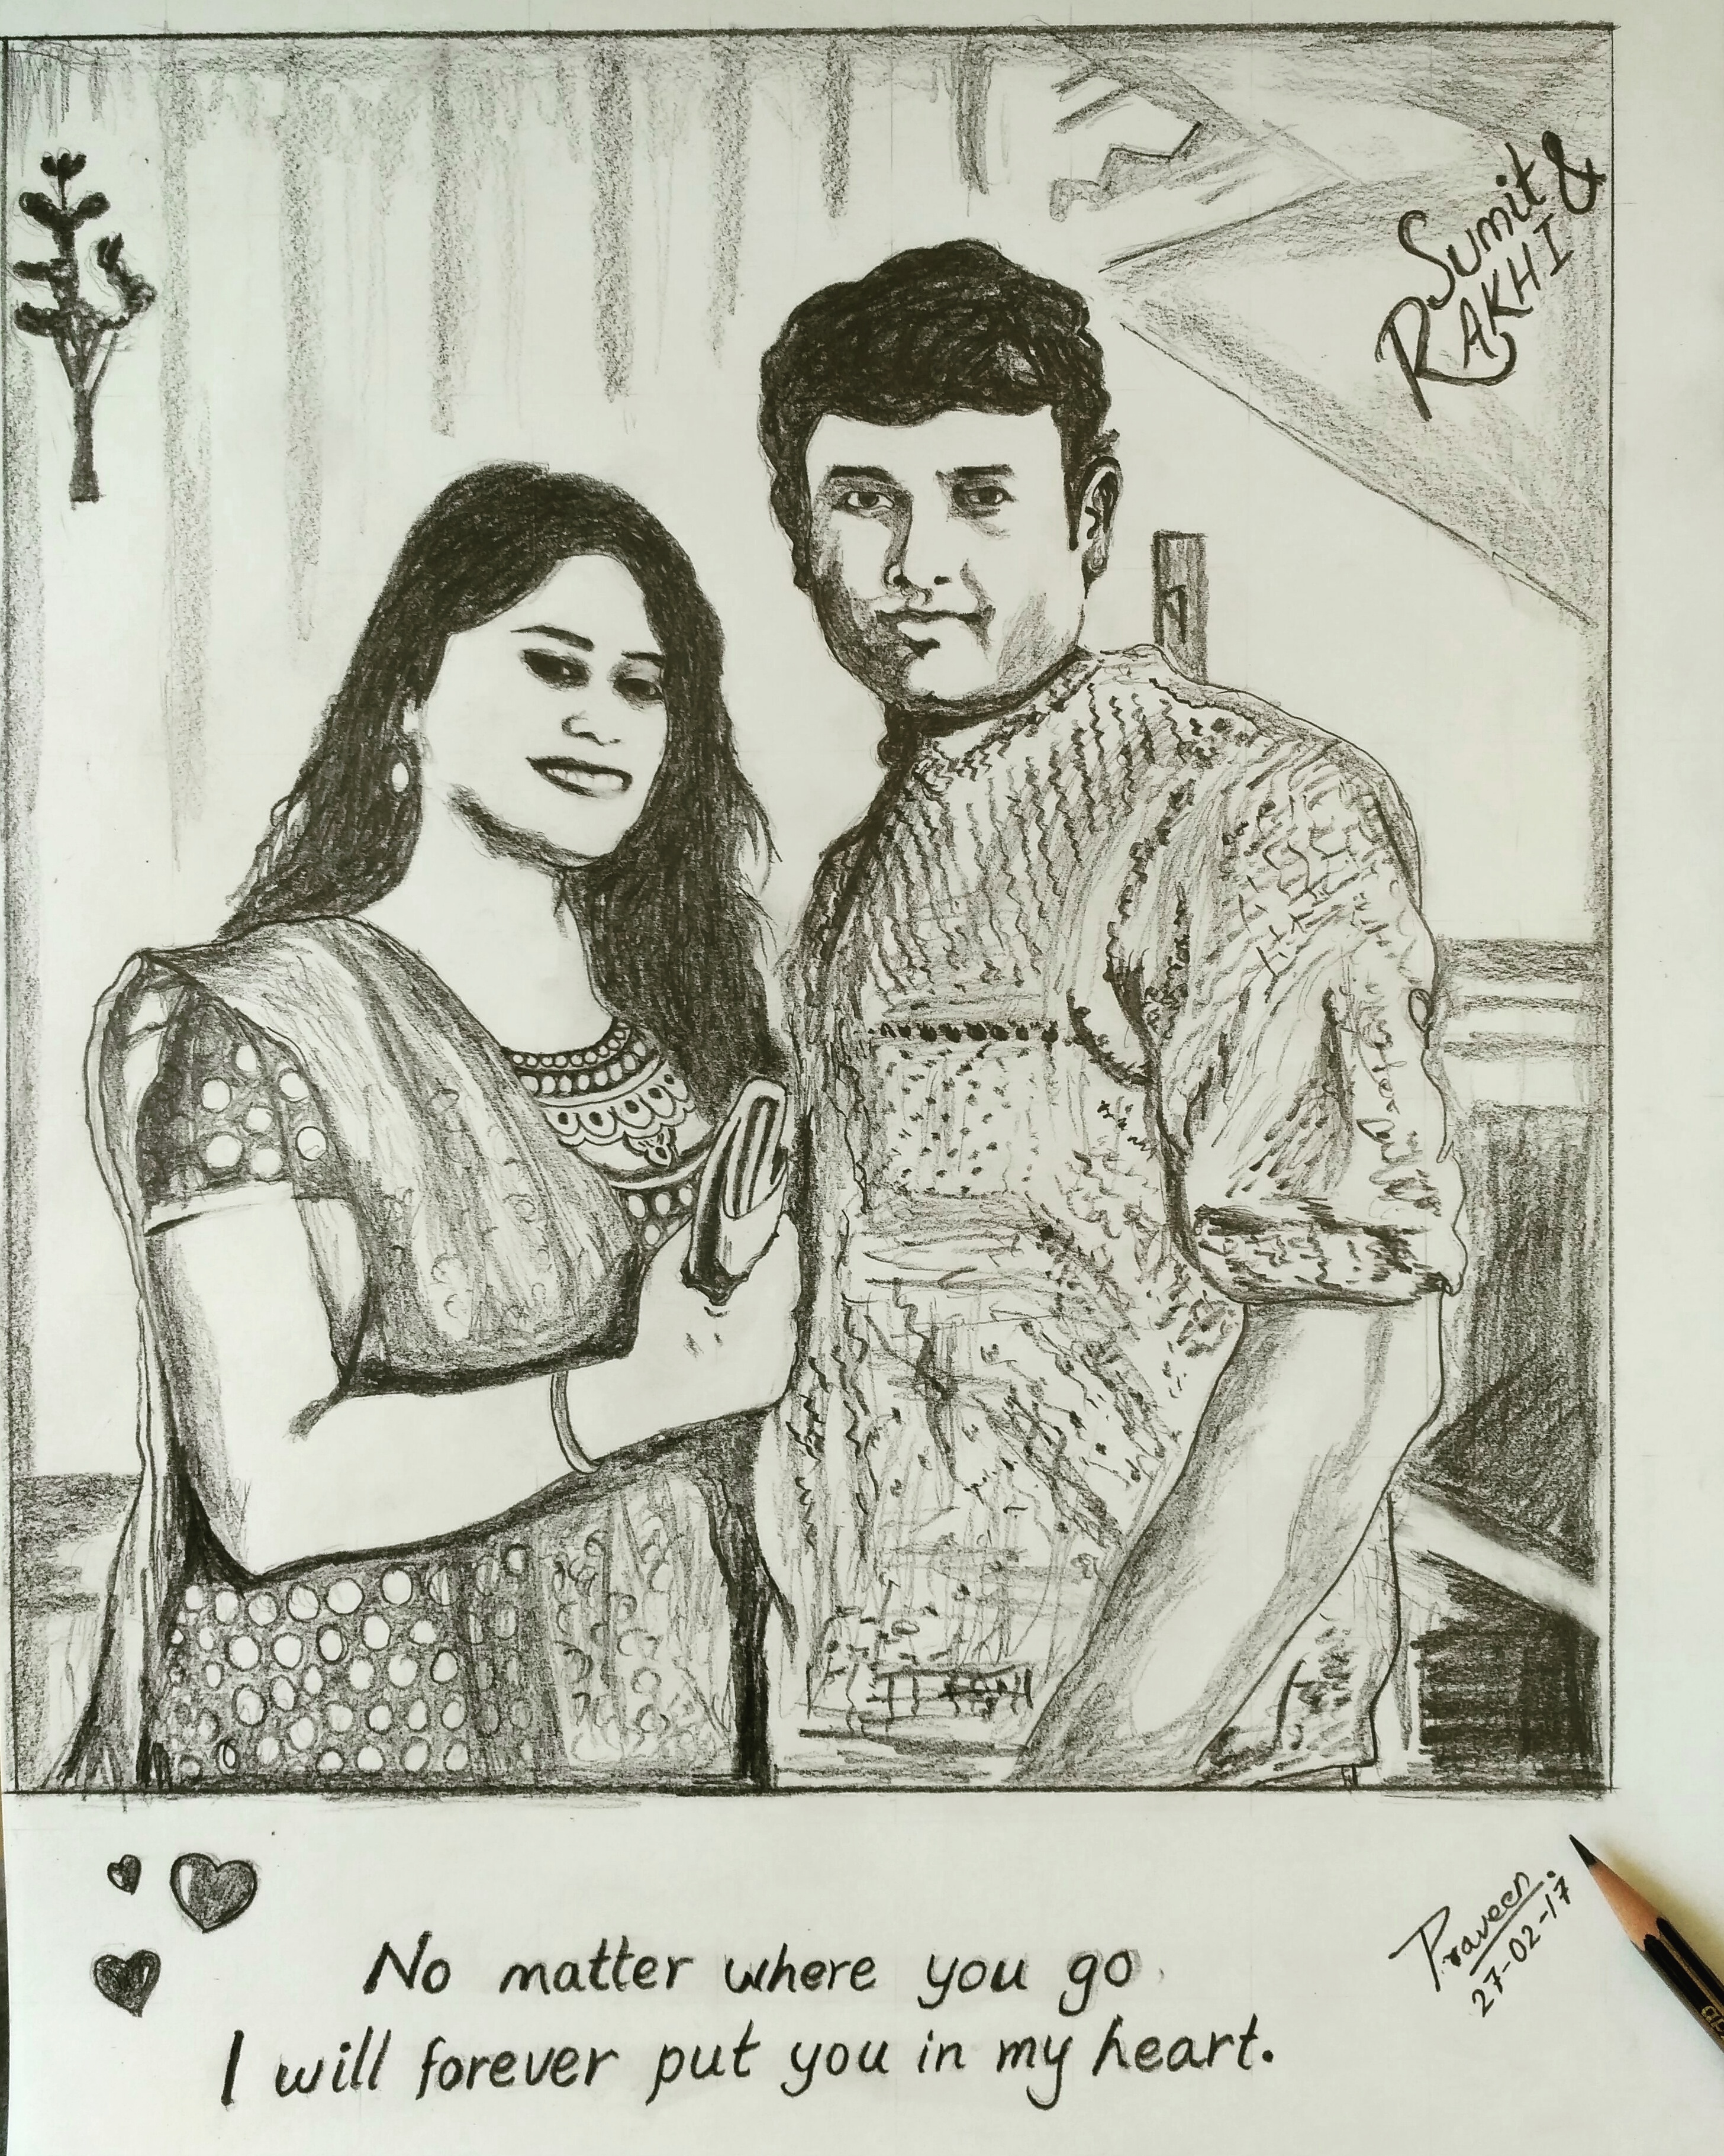 Sumit &
RAKHI
No matter where you go
I will forever put you in my heart.
Praveen.
27-02-17